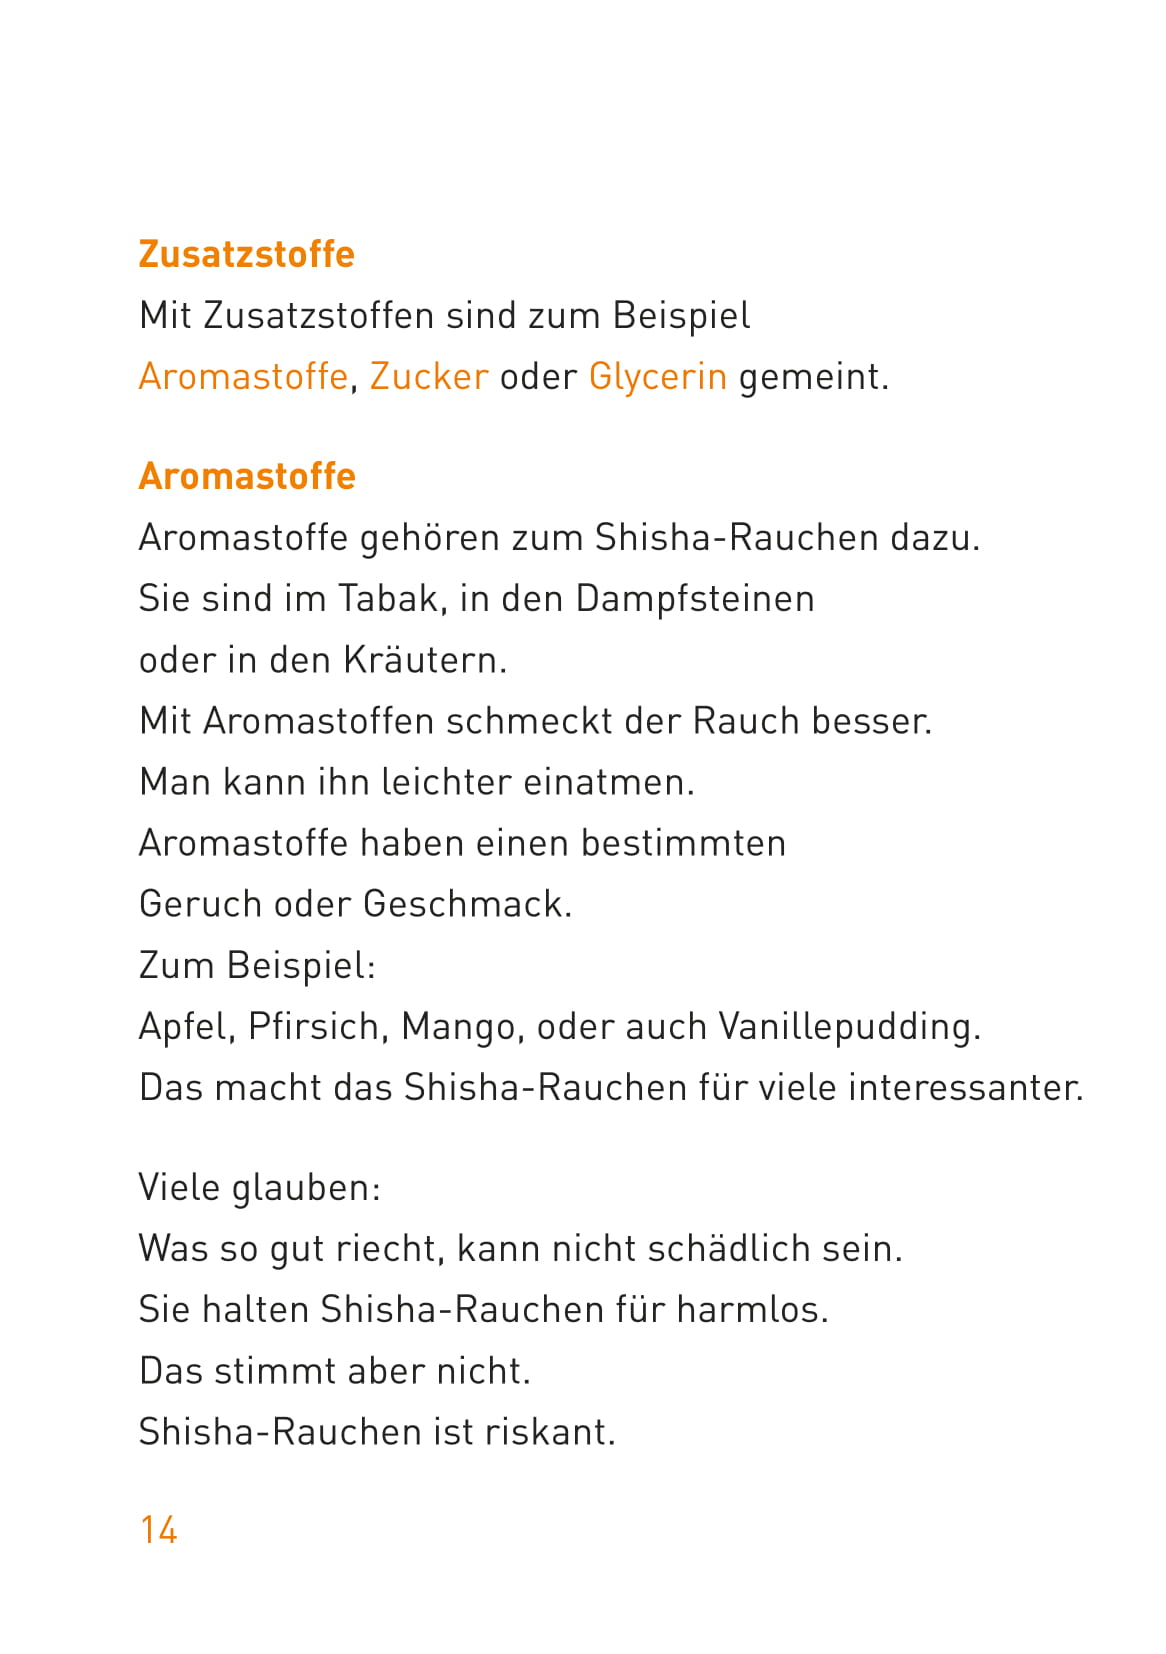 Zusatzstoffe
Mit Zusatzstoffen sind zum Beispiel
Aromastoffe, Zucker oder Glycerin gemeint.
Aromastoffe
Aromastoffe gehören zum Shisha-Rauchen dazu.
Sie sind im Tabak, in den Dampfsteinen
oder in den Kräutern.
Mit Aromastoffen schmeckt der Rauch besser.
Man kann ihn leichter einatmen.
Aromastoffe haben einen bestimmten
Geruch oder Geschmack.
Zum Beispiel:
Apfel, Pfirsich, Mango, oder auch Vanillepudding.
Das macht das Shisha-Rauchen für viele interessanter.
Viele glauben:
Was so gut riecht, kann nicht schädlich sein.
Sie halten Shisha-Rauchen für harmlos.
Das stimmt aber nicht.
Shisha-Rauchen ist riskant.
14